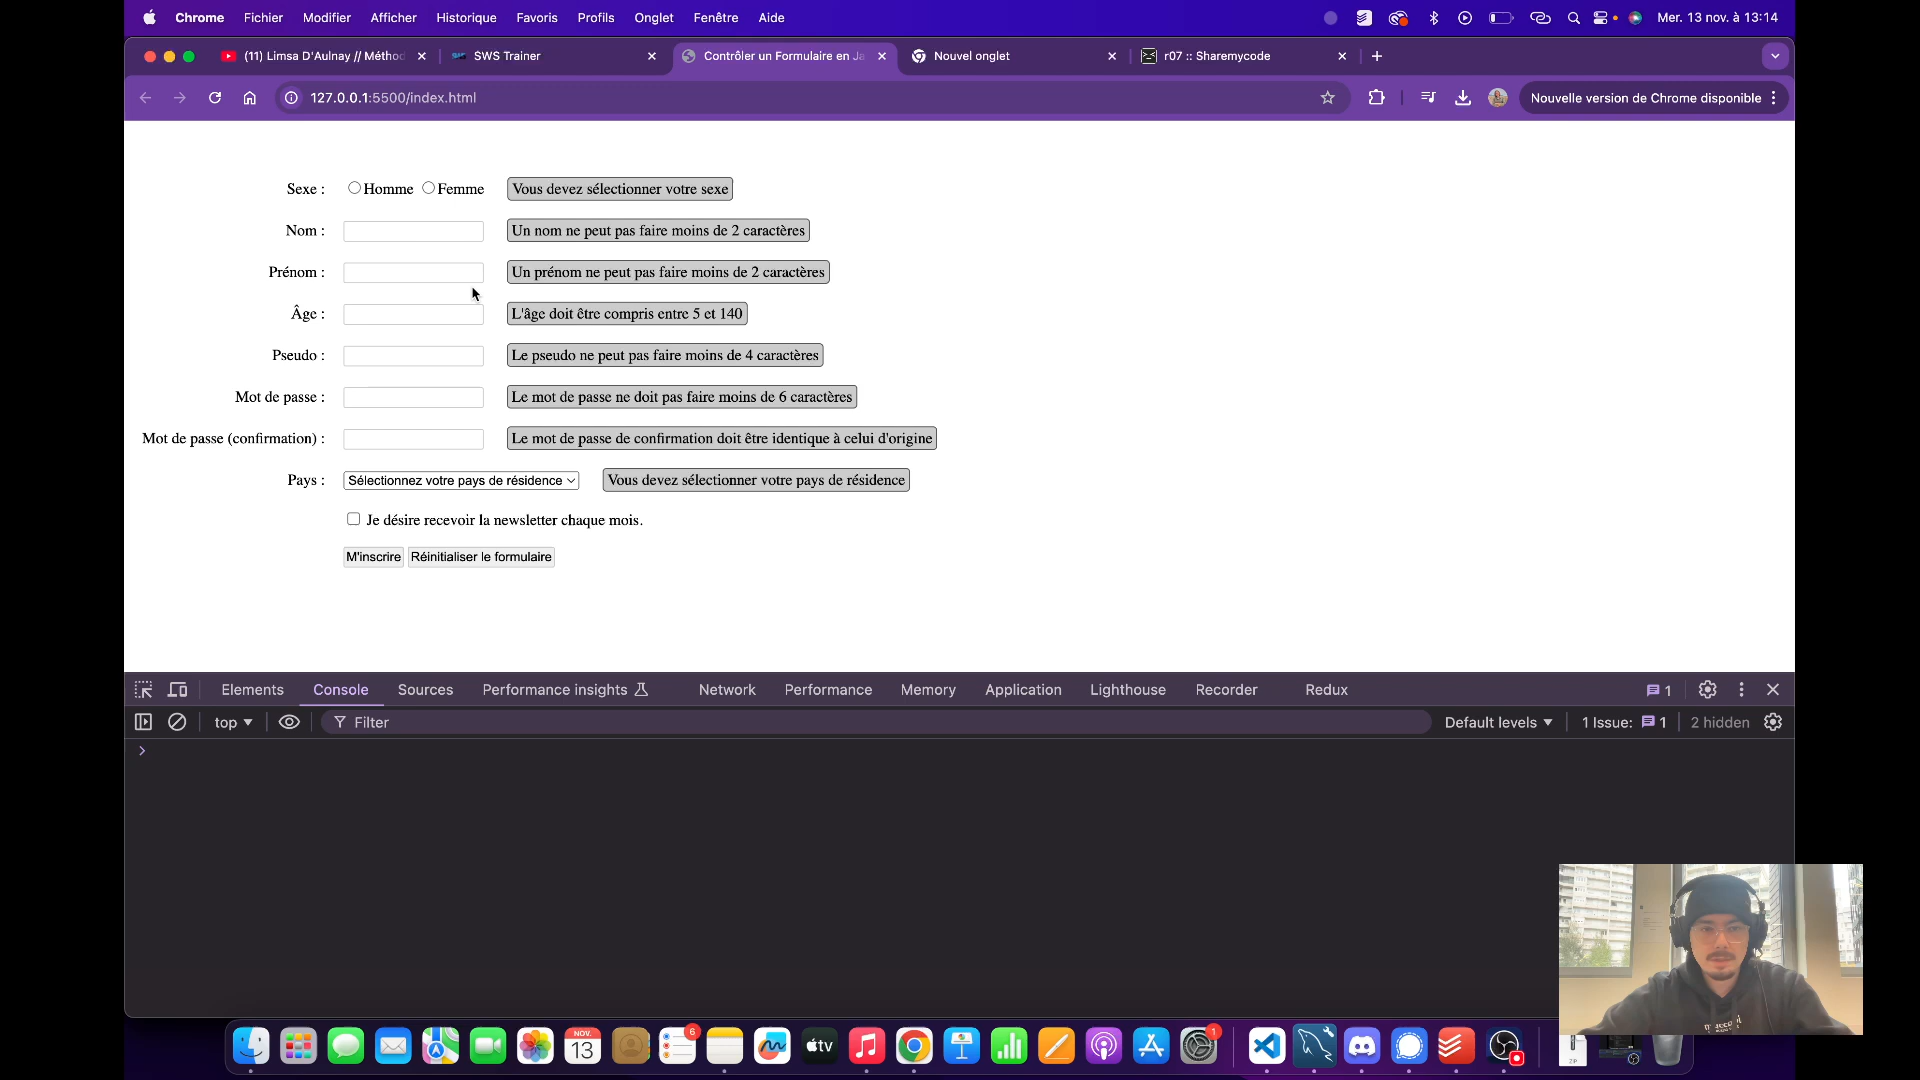 Chrome Fichier Modifier Afficher Historique Favoris Profils Onglet Fenêtre Aide Mer. 13 nov. à 13:14
(11) Limsa D'Aulnay // Méthod SWS Trainer Contrôler un Formulaire en Ja Nouvel onglet r07 :: Sharemycode
127.0.0.1:5500/index.html Nouvelle version de Chrome disponible
Sexe : Homme Femme Vous devez sélectionner votre sexe
Nom : Un nom ne peut pas faire moins de 2 caractères
Prénom : Un prénom ne peut pas faire moins de 2 caractères
Âge : L'âge doit être compris entre 5 et 140
Pseudo : Le pseudo ne peut pas faire moins de 4 caractères
Mot de passe : Le mot de passe ne doit pas faire moins de 6 caractères
Mot de passe (confirmation) : Le mot de passe de confirmation doit être identique à celui d'origine
Pays : Sélectionnez votre pays de résidence Vous devez sélectionner votre pays de résidence
Je désire recevoir la newsletter chaque mois.
M'inscrire Réinitialiser le formulaire
Elements Console Sources Performance insights Network Performance Memory Application Lighthouse Recorder Redux 1
top Filter Default levels 1 Issue: 1 2 hidden
NOV.
13
6
tv
1
ZIP